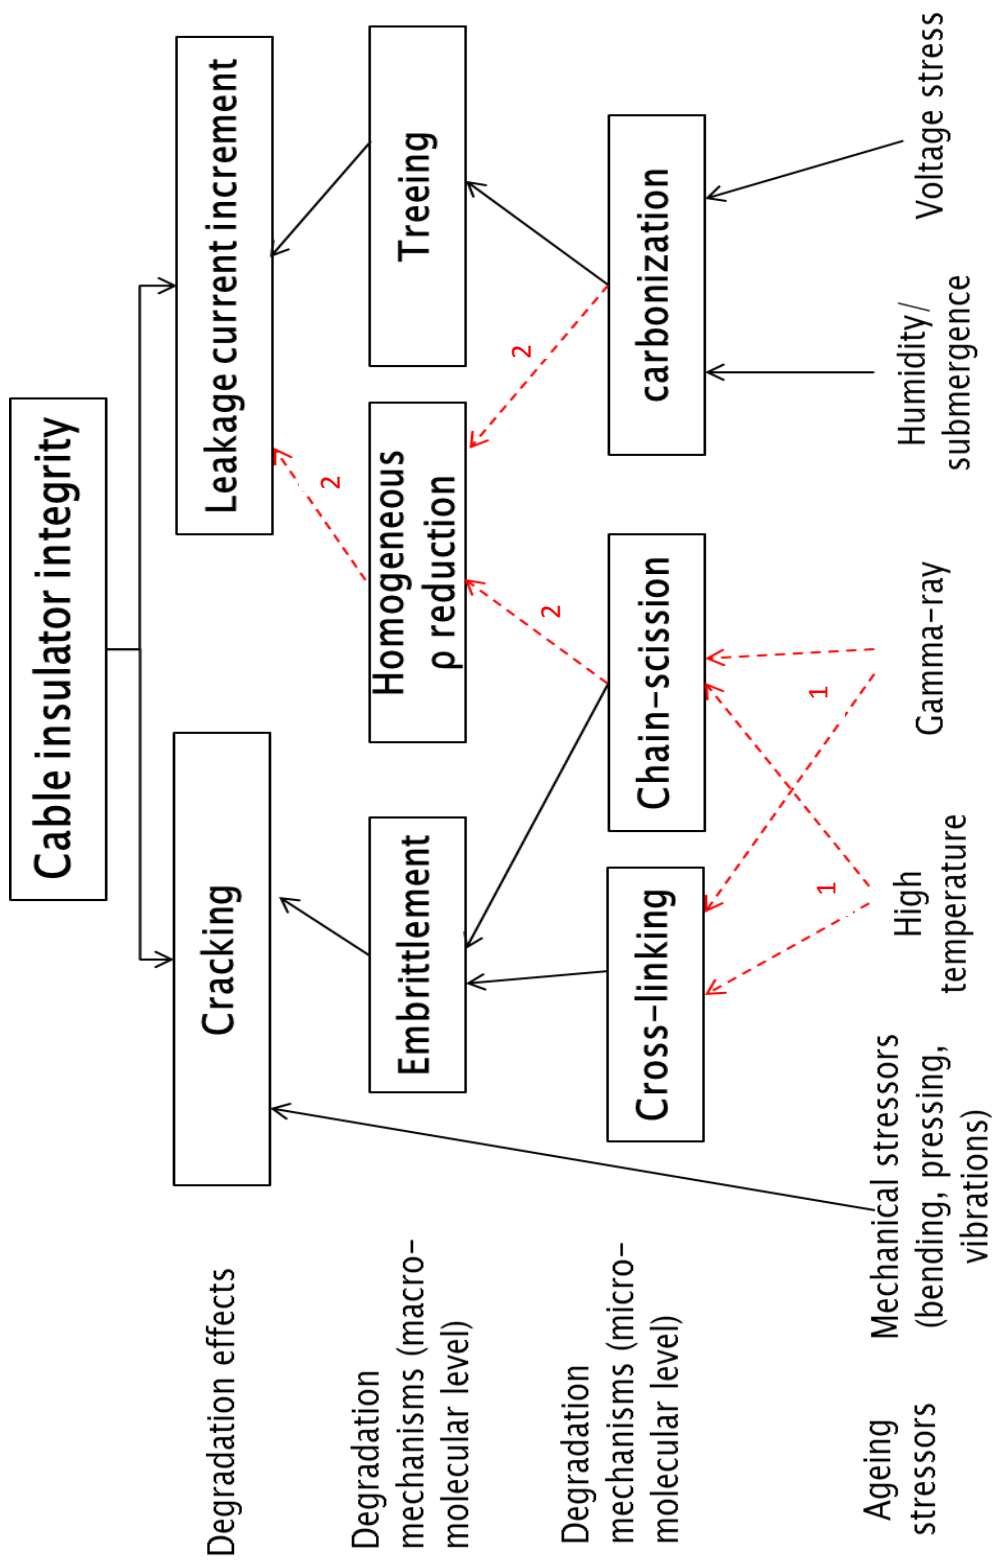 Cable insulator integrity
Degradation effects
Cracking
Leakage current increment
Degradation
mechanisms (macro-
molecular level)
Embrittlement
Homogeneous
ρ reduction
Treeing
2
2
2
Degradation
mechanisms (micro-
molecular level)
Cross-linking
Chain-scission
carbonization
1
1
Ageing
stressors
Mechanical stressors
(bending, pressing,
vibrations)
High
temperature
Gamma-ray
Humidity/
submergence
Voltage stress